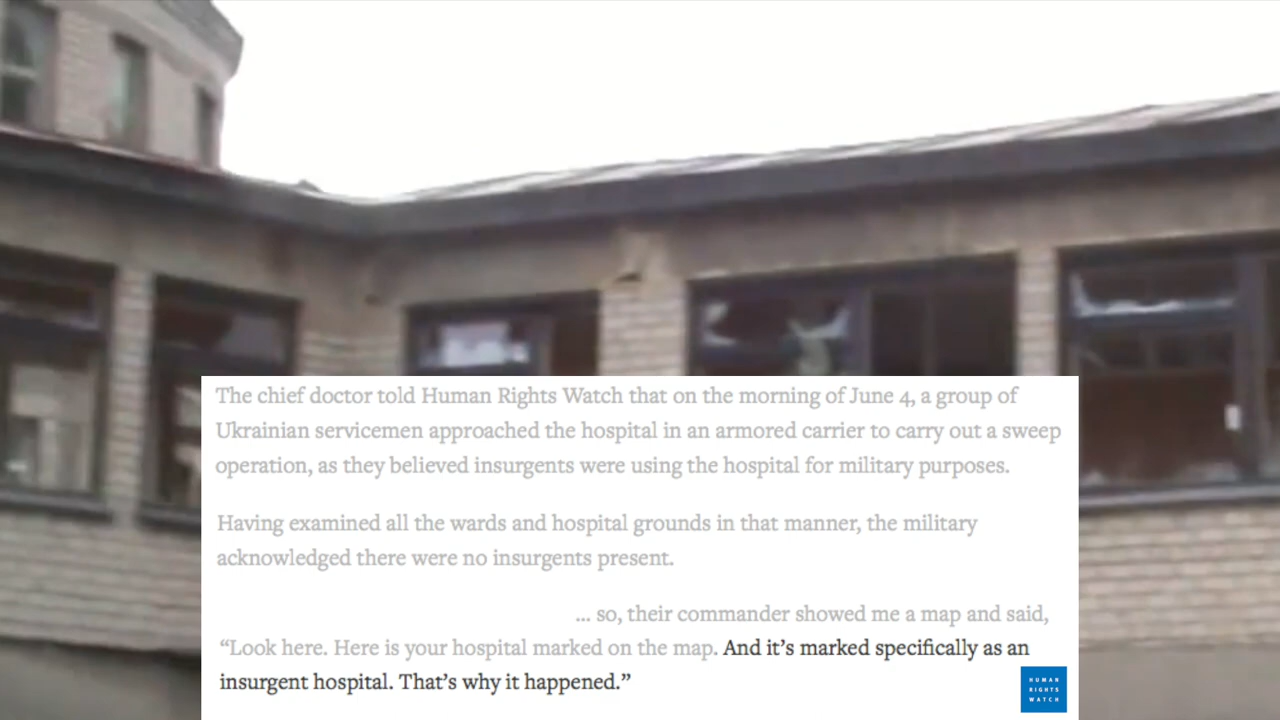 The chief doctor told Human Rights Watch that on the morning of June 4, a group of
Ukrainian servicemen approached the hospital in an armored carrier to carry out a sweep
operation, as they believed insurgents were using the hospital for military purposes.
Having examined all the wards and hospital grounds in that manner, the military
acknowledged there were no insurgents present.
... so, their commander showed me a map and said,
“Look here. Here is your hospital marked on the map. And it’s marked specifically as an
insurgent hospital. That’s why it happened.”
HUMAN
RIGHTS
WATCH